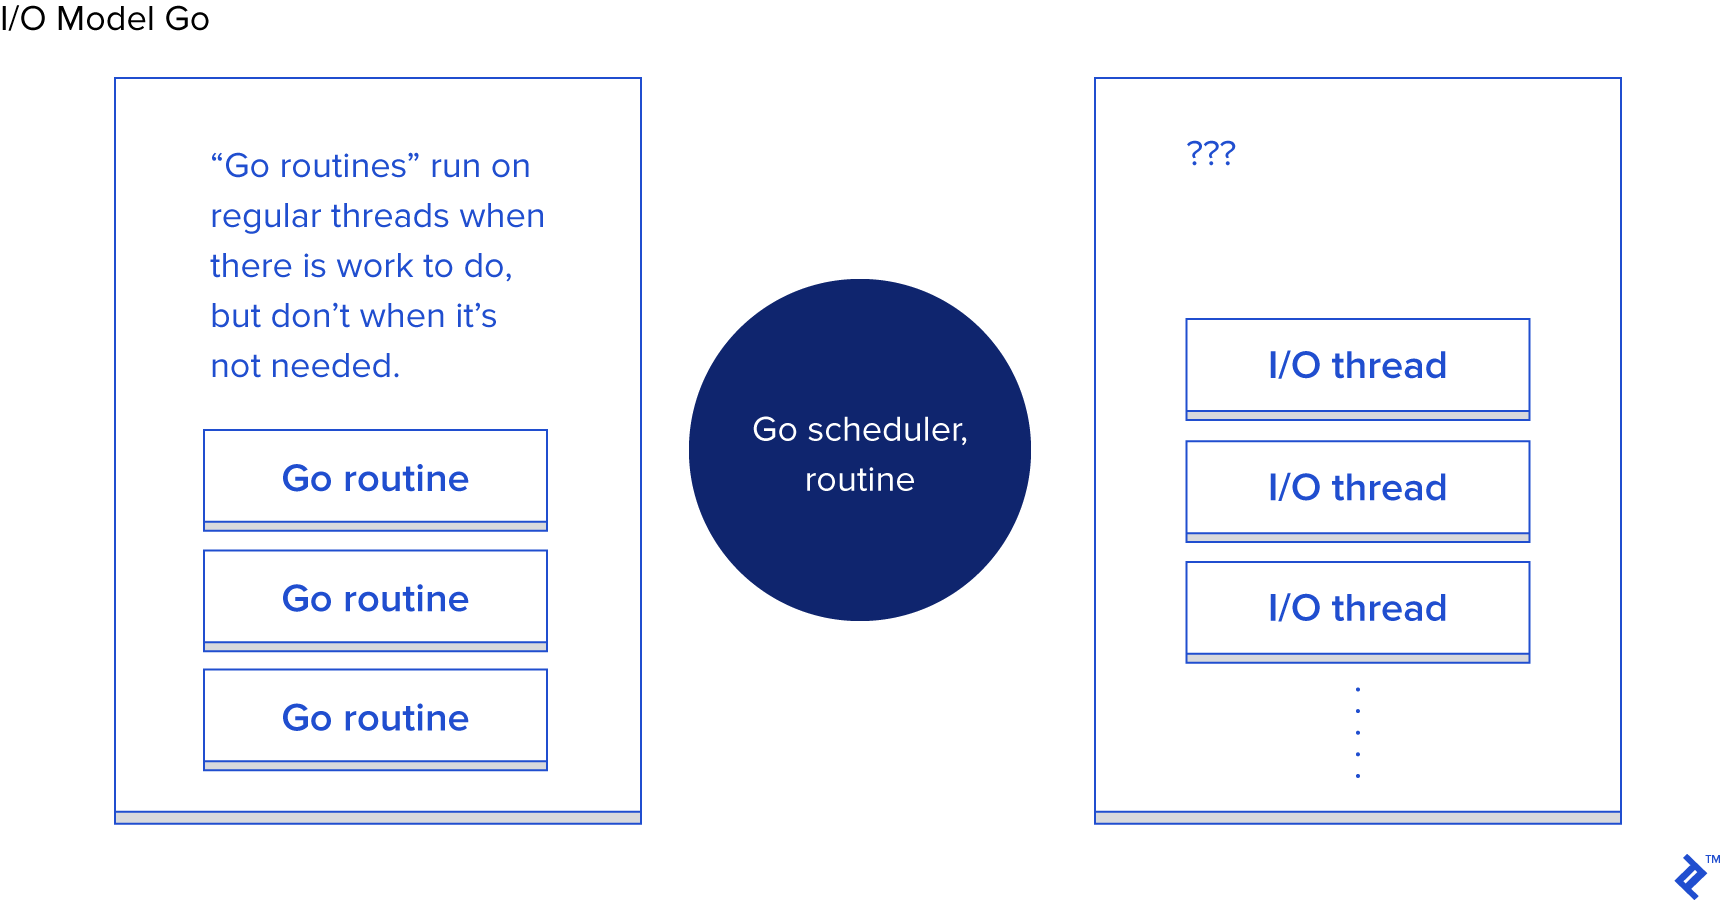 I/O Model Go
“Go routines” run on
regular threads when
there is work to do,
but don’t when it’s
not needed.
Go routine
Go routine
Go routine
Go scheduler,
routine
???
I/O thread
I/O thread
I/O thread
TM